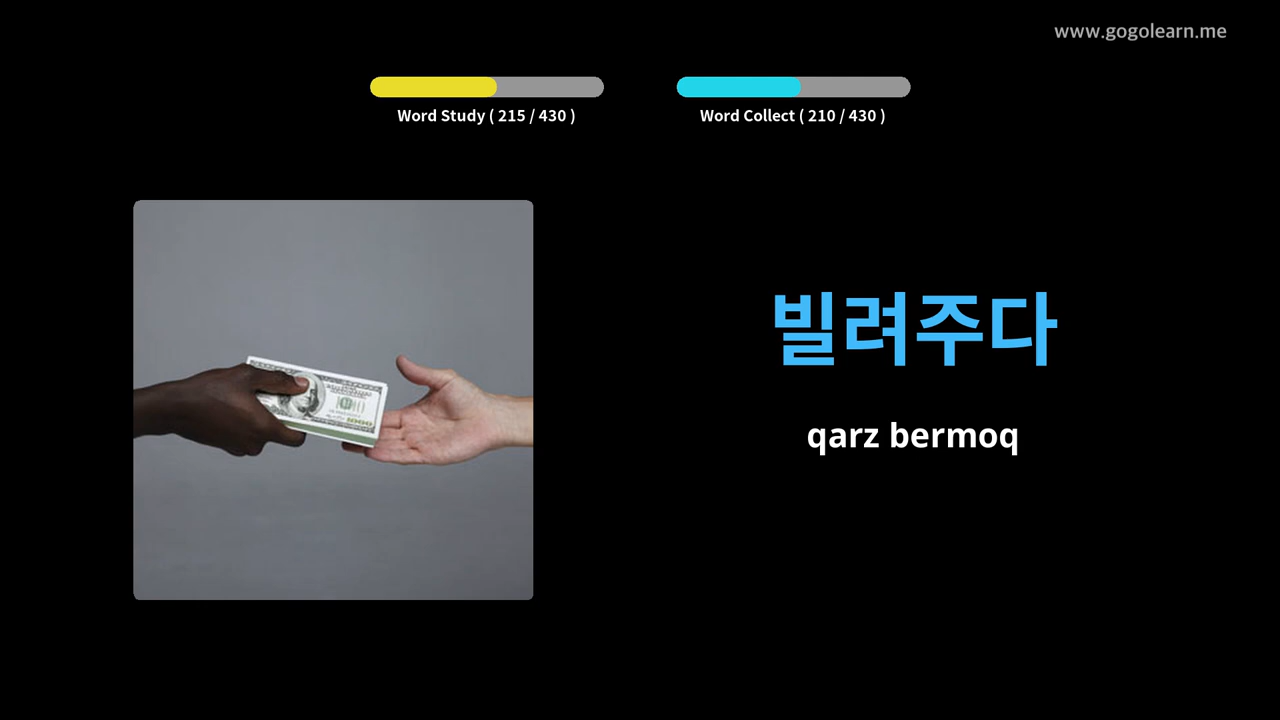 www.gogolearn.me
Word Study ( 215 / 430 )
Word Collect ( 210 / 430 )
빌려주다
qarz bermoq